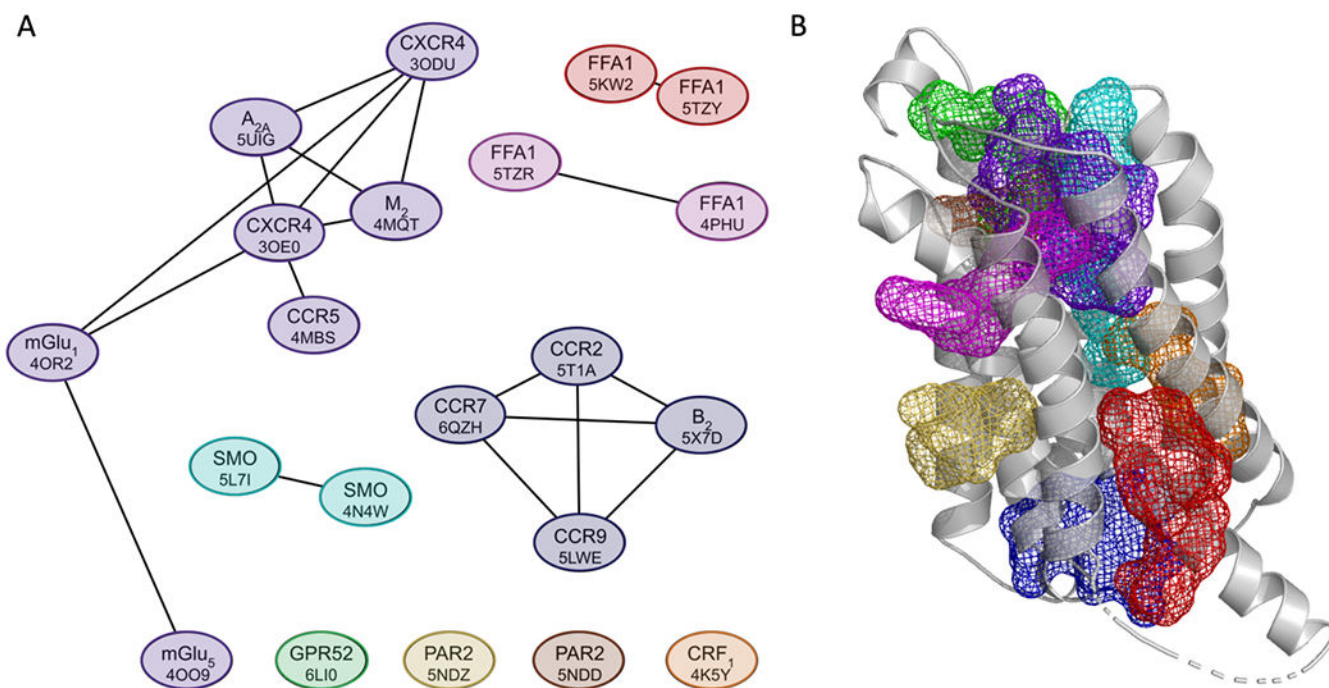 A
B
CXCR4
3ODU
FFA1
5KW2
FFA1
5TZY
A2A
5UIG
FFA1
5TZR
M2
4MQT
FFA1
4PHU
CXCR4
3OE0
CCR5
4MBS
mGlu1
4OR2
CCR2
5T1A
CCR7
6QZH
B2
5X7D
SMO
5L7I
SMO
4N4W
CCR9
5LWE
mGlu5
4OO9
GPR52
6LI0
PAR2
5NDZ
PAR2
5NDD
CRF1
4K5Y